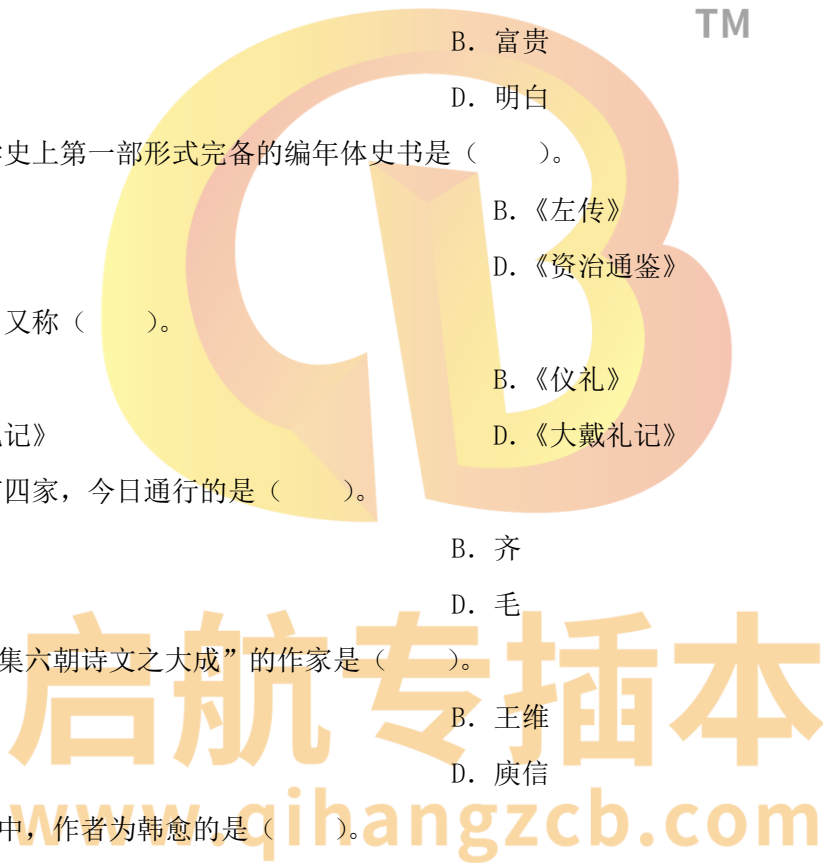 TM
B. 富贵
D. 明白
史上第一部形式完备的编年体史书是（　　）。
B.《左传》
D.《资治通鉴》
又称（　　）。
B.《仪礼》
记》
D.《大戴礼记》
四家，今日通行的是（　　）。
B. 齐
D. 毛
集六朝诗文之大成”的作家是（　　）。
B. 王维
D. 庾信
中，作者为韩愈的是（　　）。
启航专插本
www.qihangzcb.com